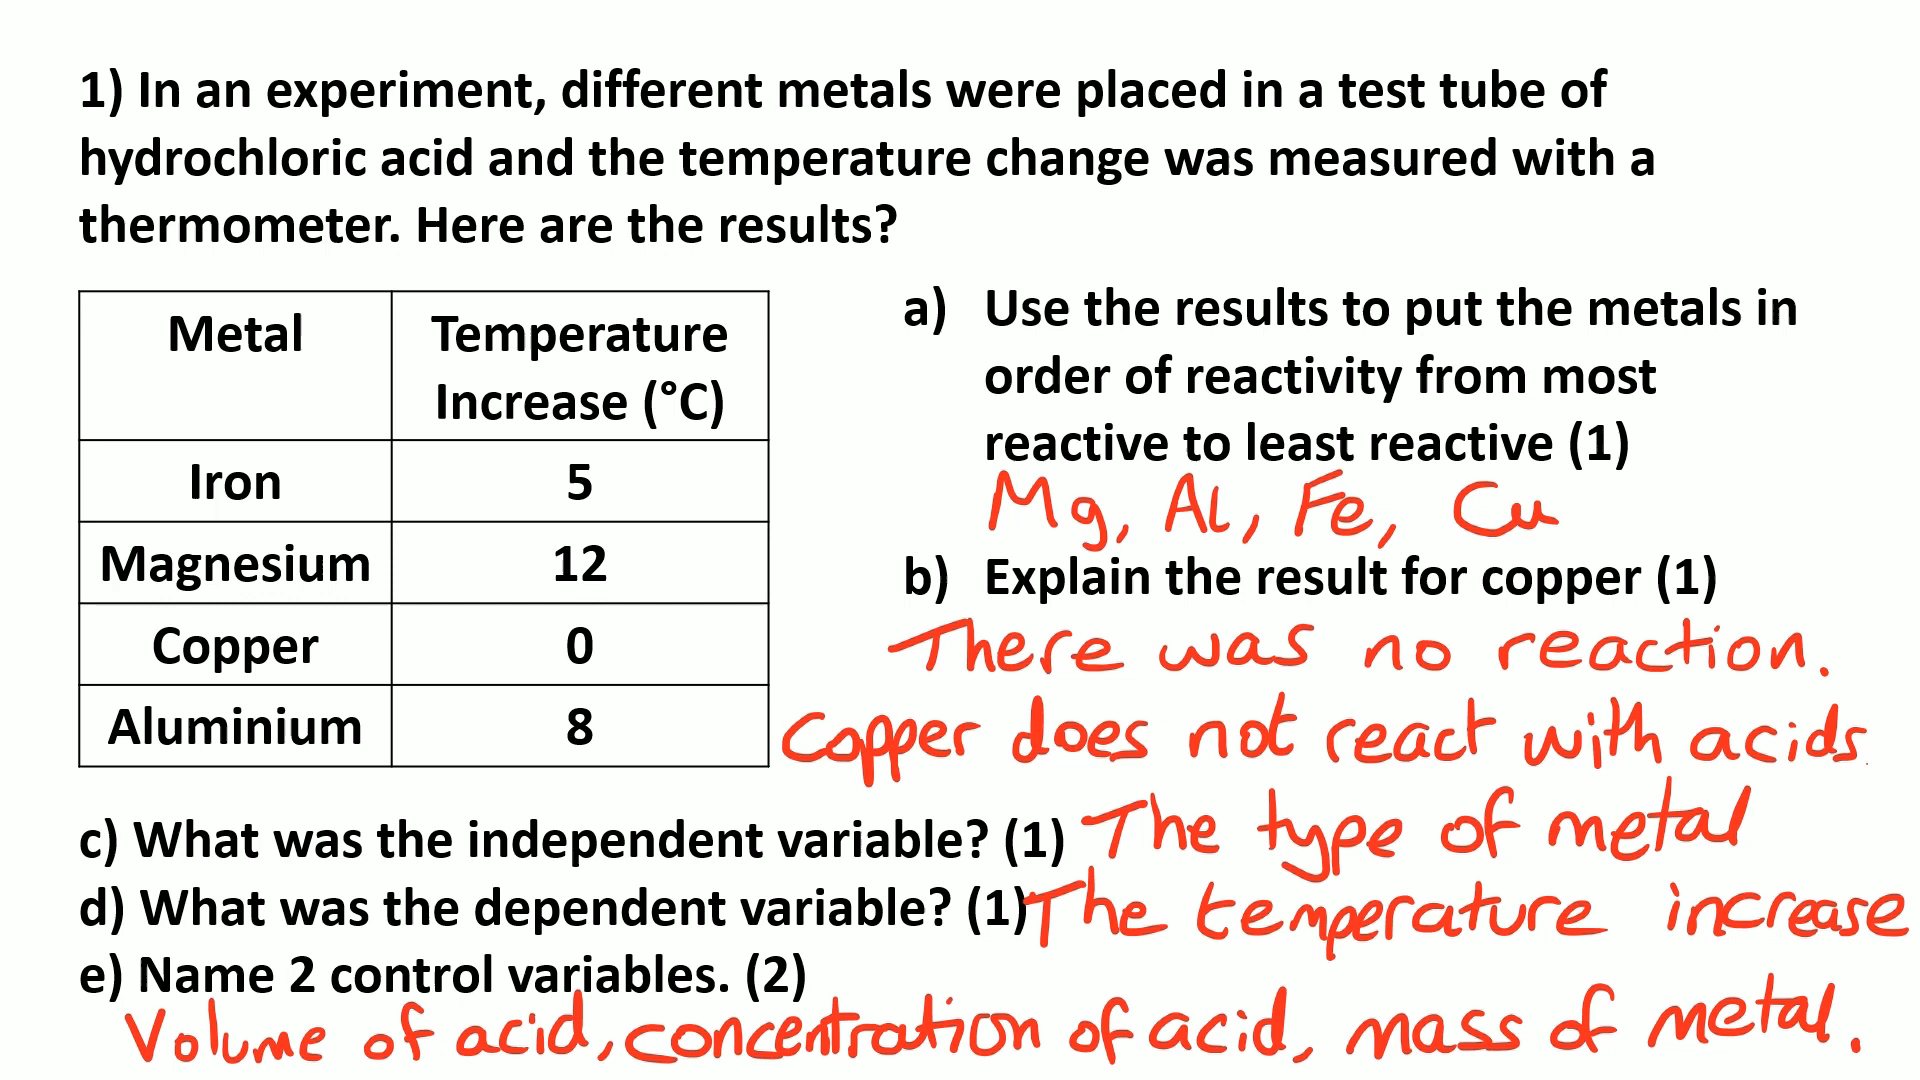 1) In an experiment, different metals were placed in a test tube of
hydrochloric acid and the temperature change was measured with a
thermometer. Here are the results?
Metal Temperature Increase (°C)
Iron 5
Magnesium 12
Copper 0
Aluminium 8
a) Use the results to put the metals in
order of reactivity from most
reactive to least reactive (1)
Mg, Al, Fe, Cu
b) Explain the result for copper (1)
There was no reaction.
Copper does not react with acids.
c) What was the independent variable? (1) The type of metal
d) What was the dependent variable? (1) The temperature increase
e) Name 2 control variables. (2)
Volume of acid, concentration of acid, mass of metal.